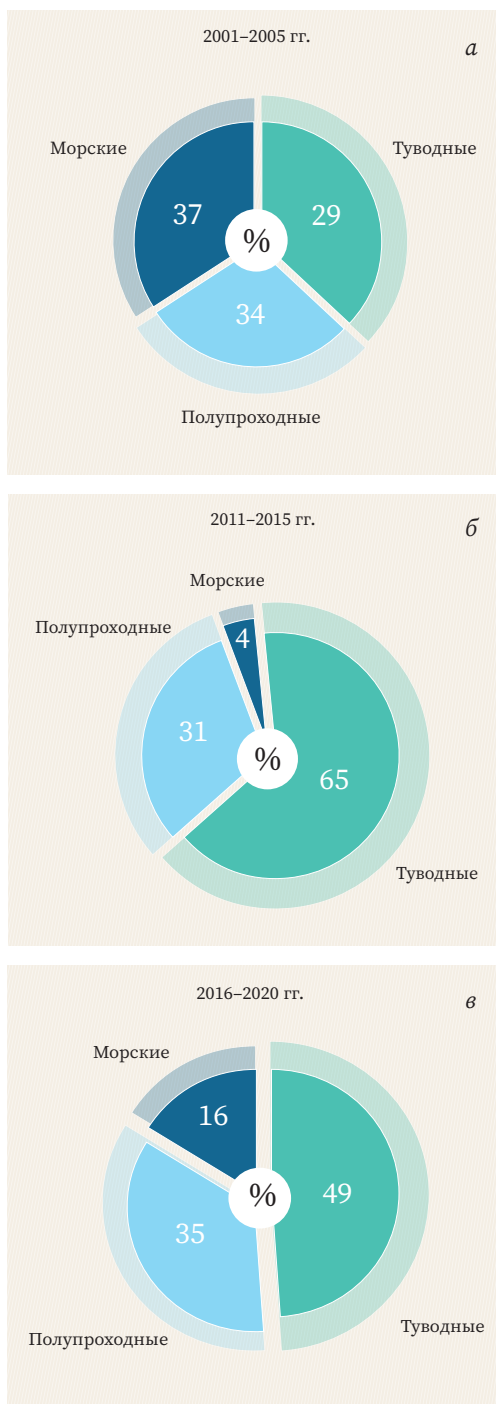 2001–2005 гг.
а
Морские
Туводные
37
29
%
34
Полупроходные
2011–2015 гг.
б
Морские
Полупроходные
4
31
%
65
Туводные
2016–2020 гг.
в
Морские
16
49
%
35
Туводные
Полупроходные